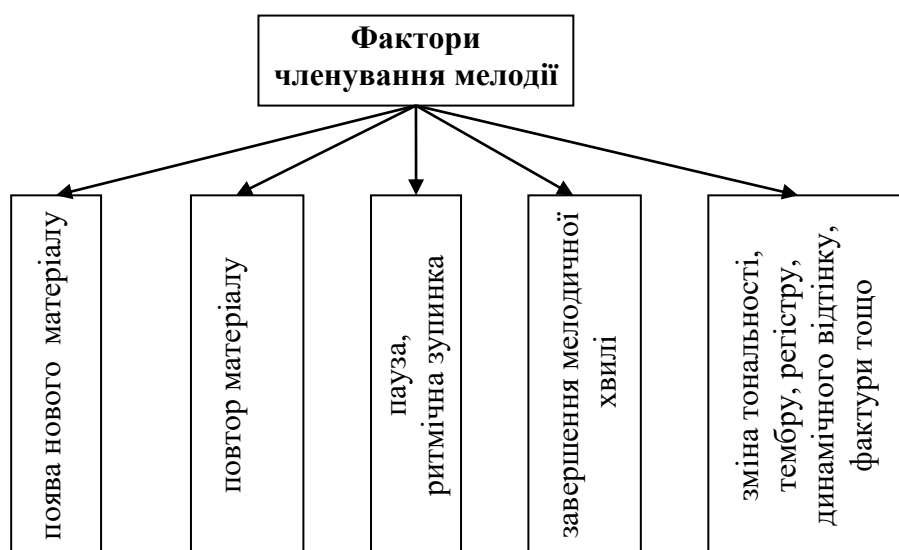 Фактори
членування мелодії
поява нового матеріалу
повтор матеріалу
пауза,
ритмічна зупинка
завершення мелодичної
хвилі
зміна тональності,
тембру, регістру,
динамічного відтінку,
фактури тощо